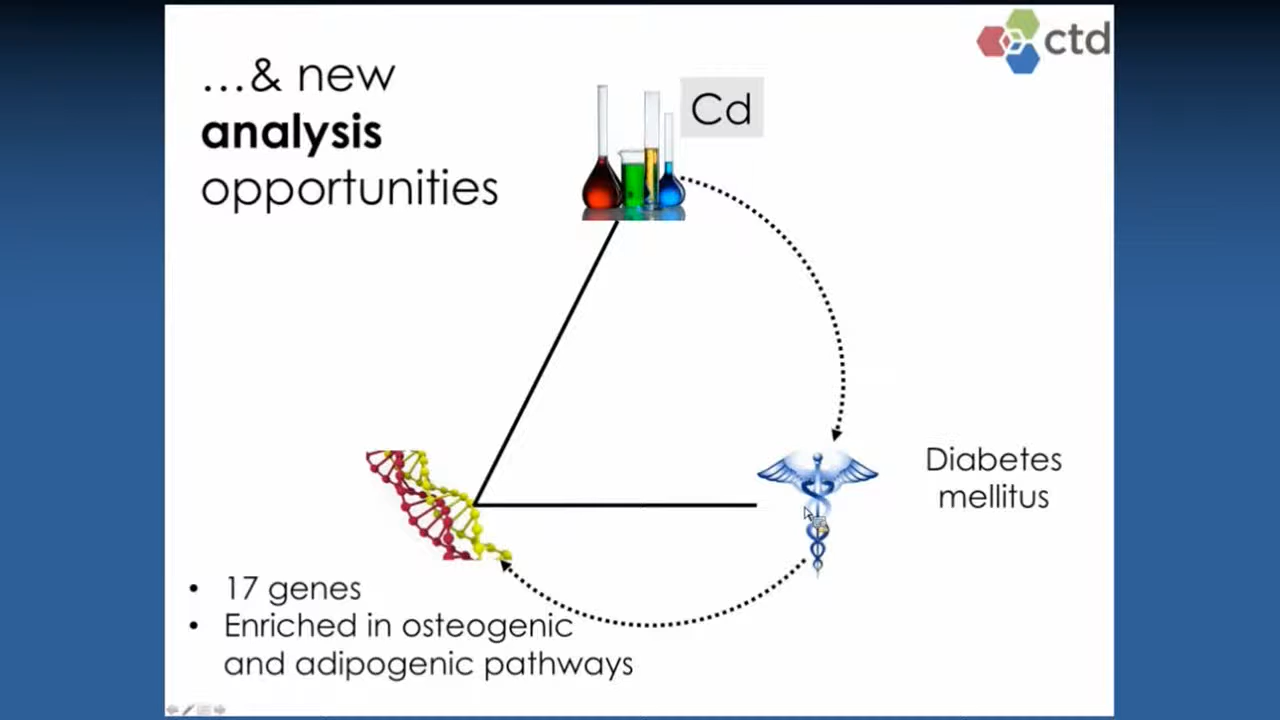 …& new
analysis
opportunities
ctd
Cd
Diabetes
mellitus
• 17 genes
• Enriched in osteogenic
and adipogenic pathways